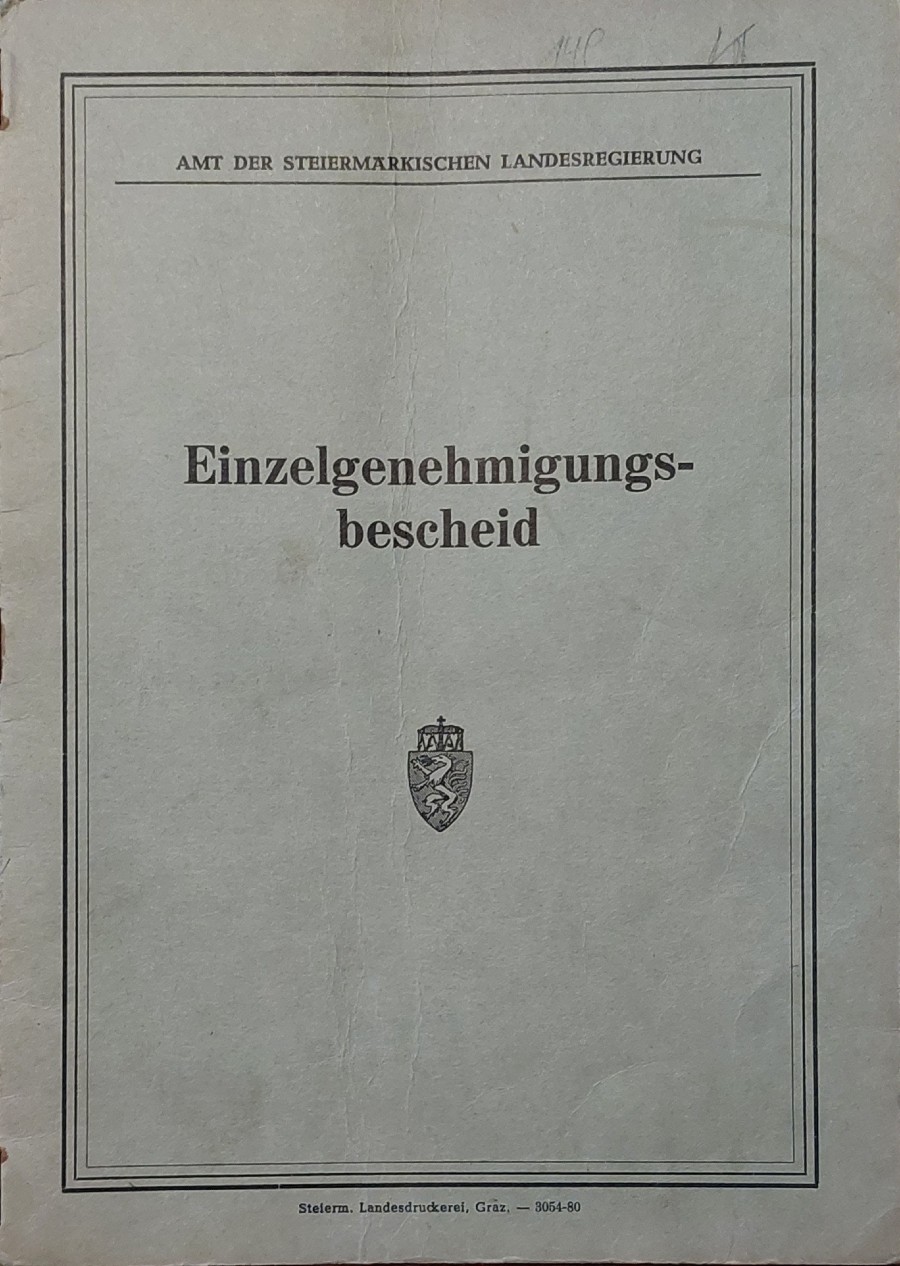 AMT DER STEIERMÄRKISCHEN LANDESREGIERUNG
Einzelgenehmigungs-
bescheid
Steierm. Landesdruckerei, Graz, — 3054-80